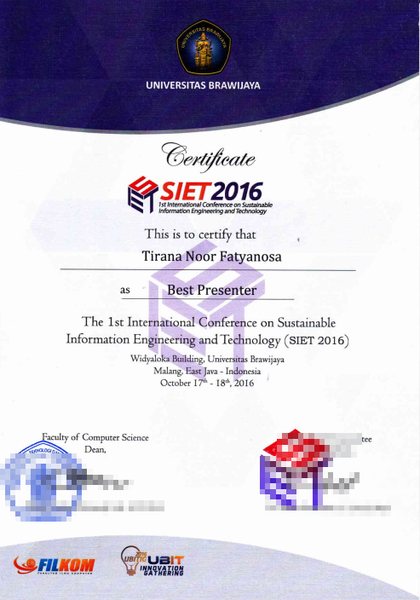 UNIVERSITAS BRAWIJAYA
Certificate
SIET 2016
1st International Conference on Sustainable
Information Engineering and Technology
This is to certify that
Tirana Noor Fatyanosa
as Best Presenter
The 1st International Conference on Sustainable
Information Engineering and Technology (SIET 2016)
Widyaloka Building, Universitas Brawijaya
Malang, East Java - Indonesia
October 17th - 18th, 2016
Faculty of Computer Science
Dean,
FILKOM
UBIT
INNOVATION
GATHERING